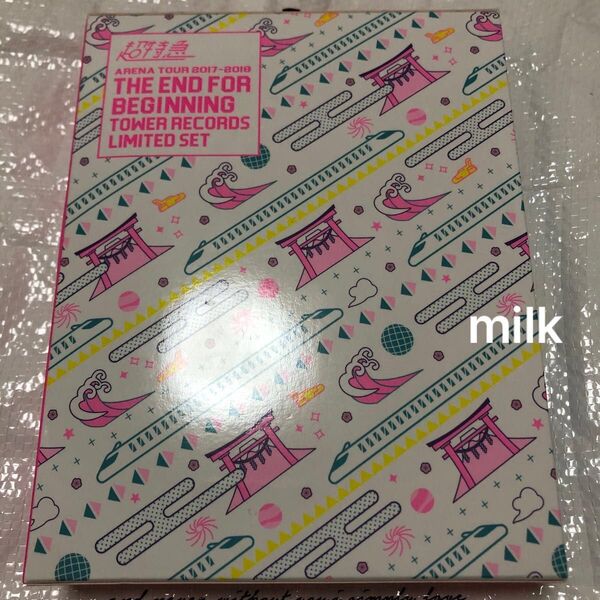 超特急
ARENA TOUR 2017-2018
THE END FOR
BEGINNING
TOWER RECORDS
LIMITED SET
milk